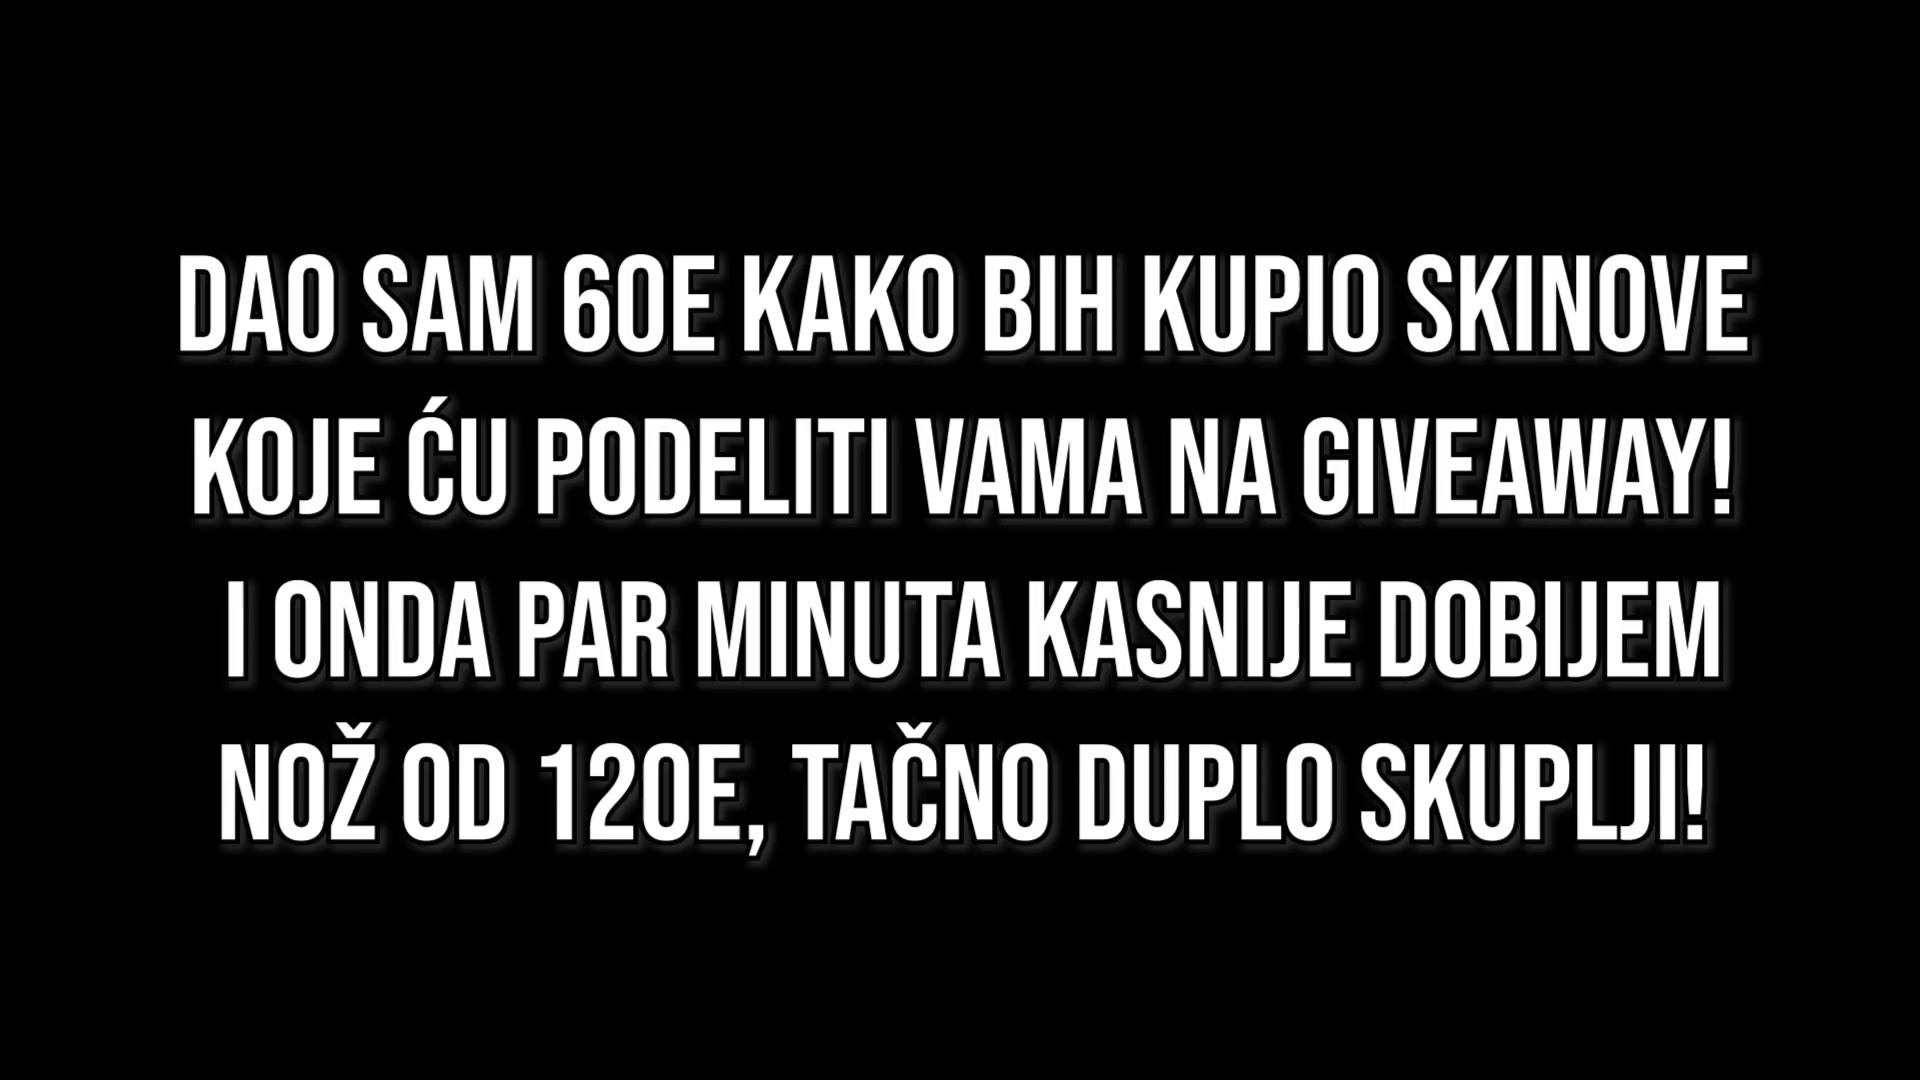 DAO SAM 60E KAKO BIH KUPIO SKINOVE
KOJE ĆU PODELITI VAMA NA GIVEAWAY!
I ONDA PAR MINUTA KASNIJE DOBIJEM
NOŽ OD 120E, TAČNO DUPLO SKUPLJI!